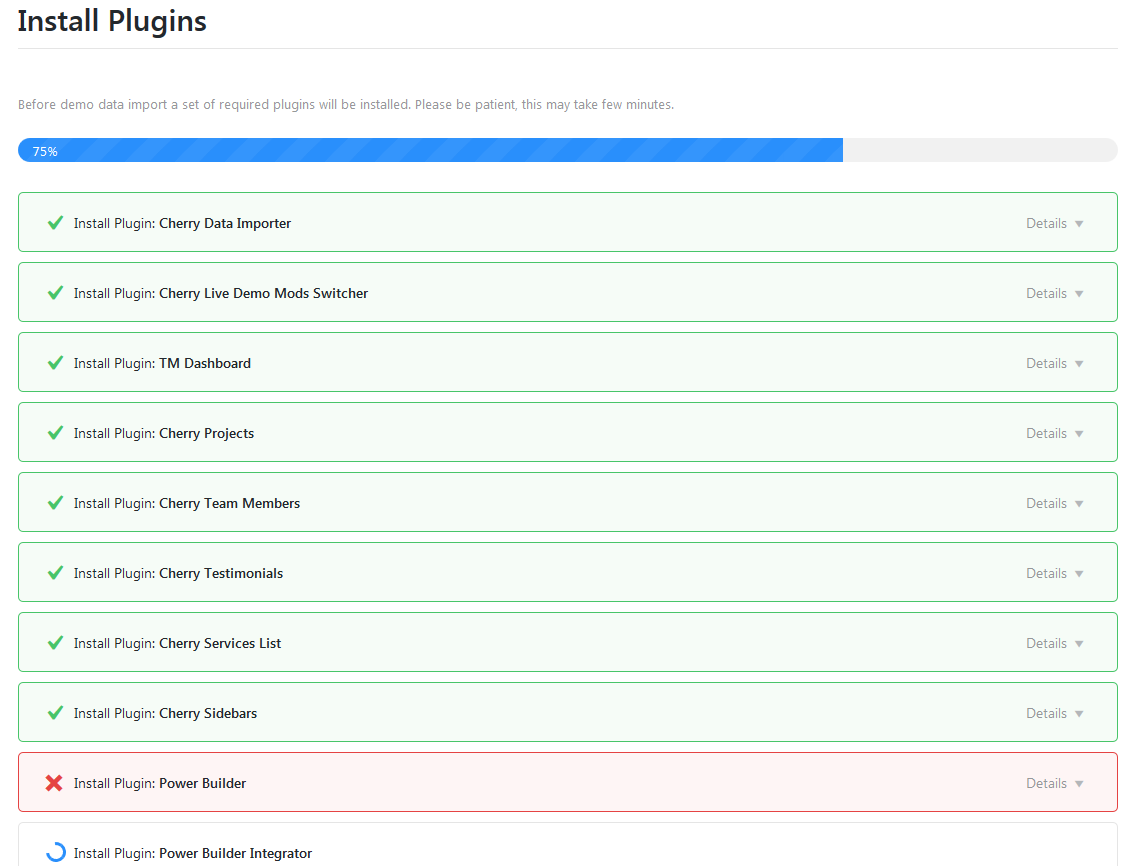 Install Plugins
Before demo data import a set of required plugins will be installed. Please be patient, this may take few minutes.
75%
Install Plugin: Cherry Data Importer Details ▼
Install Plugin: Cherry Live Demo Mods Switcher Details ▼
Install Plugin: TM Dashboard Details ▼
Install Plugin: Cherry Projects Details ▼
Install Plugin: Cherry Team Members Details ▼
Install Plugin: Cherry Testimonials Details ▼
Install Plugin: Cherry Services List Details ▼
Install Plugin: Cherry Sidebars Details ▼
Install Plugin: Power Builder Details ▼
Install Plugin: Power Builder Integrator